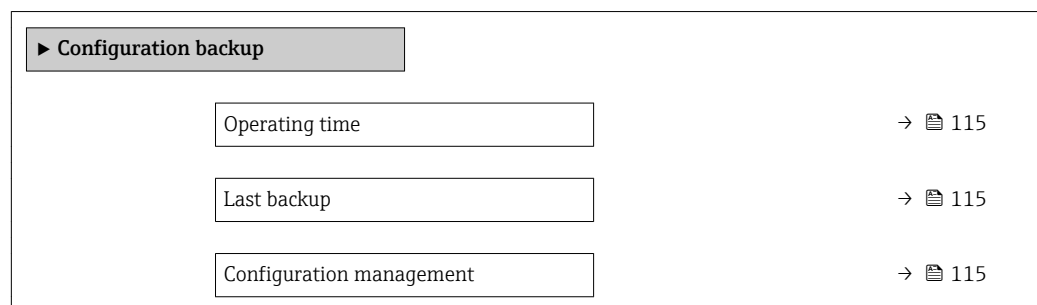 ▶ Configuration backup
Operating time → 115
Last backup → 115
Configuration management → 115